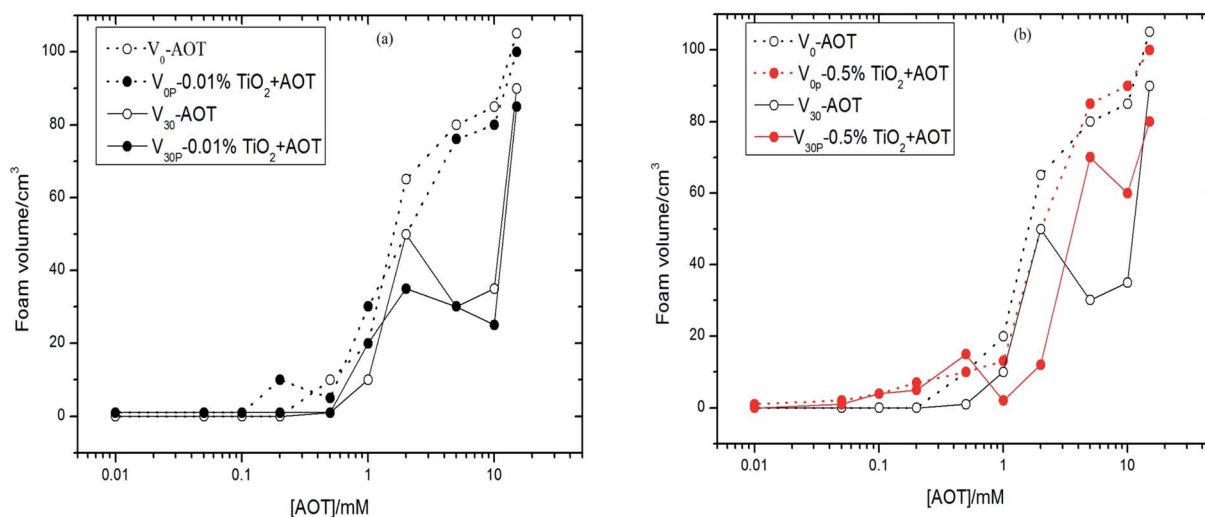 (a)
V₀-AOT
V₀P-0.01% TiO₂+AOT
V₃₀-AOT
V₃₀P-0.01% TiO₂+AOT
100
80
60
40
20
0
Foam volume/cm³
0.01 0.1 1 10
[AOT]/mM
(b)
V₀-AOT
V₀p-0.5% TiO₂+AOT
V₃₀-AOT
V₃₀P-0.5% TiO₂+AOT
100
80
60
40
20
0
Foam volume/cm³
0.01 0.1 1 10
[AOT]/mM